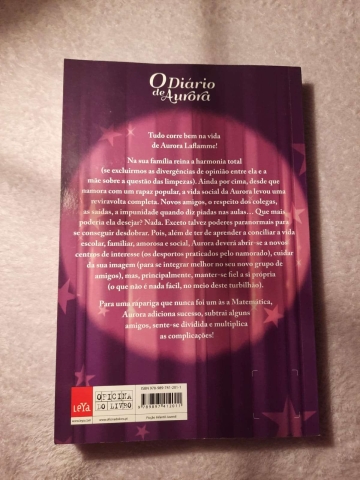 O Diário
de Aurora
Tudo corre bem na vida
de Aurora Laflamme!
Na sua família reina a harmonia total
(se excluirmos as divergências de opinião entre ela e a
mãe sobre a questão das limpezas). Ainda por cima, desde que
namora com um rapaz popular, a vida social da Aurora levou uma
reviravolta completa. Novos amigos, o respeito dos colegas,
as saídas, a impunidade quando diz piadas nas aulas... Que mais
poderia ela desejar? Nada. Exceto talvez poderes paranormais para
se conseguir desdobrar. Pois, além de ter de aprender a conciliar a vida
escolar, familiar, amorosa e social, Aurora deverá abrir-se a novos
centros de interesse (os desportos praticados pelo namorado), cuidar
da sua imagem (para se integrar melhor no seu novo grupo de
amigos), mas, principalmente, manter-se fiel a si própria
(o que não é nada fácil, no meio deste turbilhão).
Para uma rapariga que nunca foi um ás a Matemática,
Aurora adiciona sucesso, subtrai alguns
amigos, sente-se dividida e multiplica
as complicações!
LeYa
OFICINA
DO LIVRO